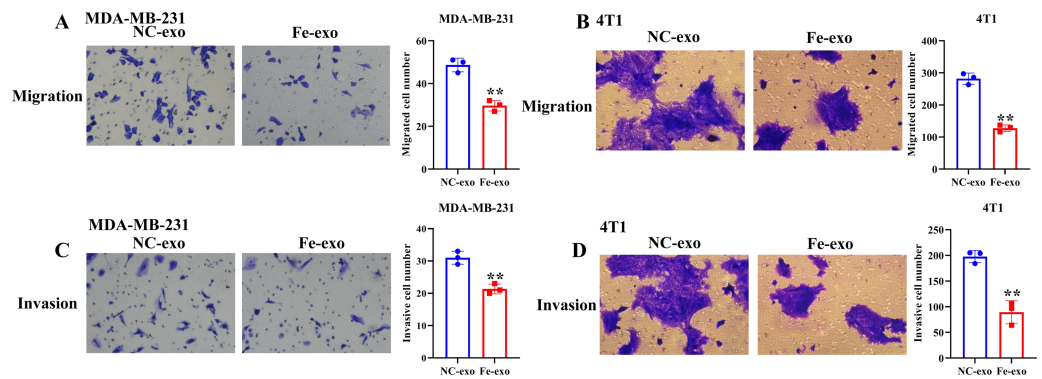 A
MDA-MB-231
NC-exo
Fe-exo
Migration
MDA-MB-231
Migrated cell number
60
40
20
0
**
NC-exo Fe-exo
B
4T1
NC-exo
Fe-exo
Migration
4T1
Migrated cell number
400
300
200
100
0
**
NC-exo Fe-exo
C
MDA-MB-231
NC-exo
Fe-exo
Invasion
MDA-MB-231
Invasive cell number
40
30
20
10
0
**
NC-exo Fe-exo
D
4T1
NC-exo
Fe-exo
Invasion
4T1
Invasive cell number
250
200
150
100
50
0
**
NC-exo Fe-exo